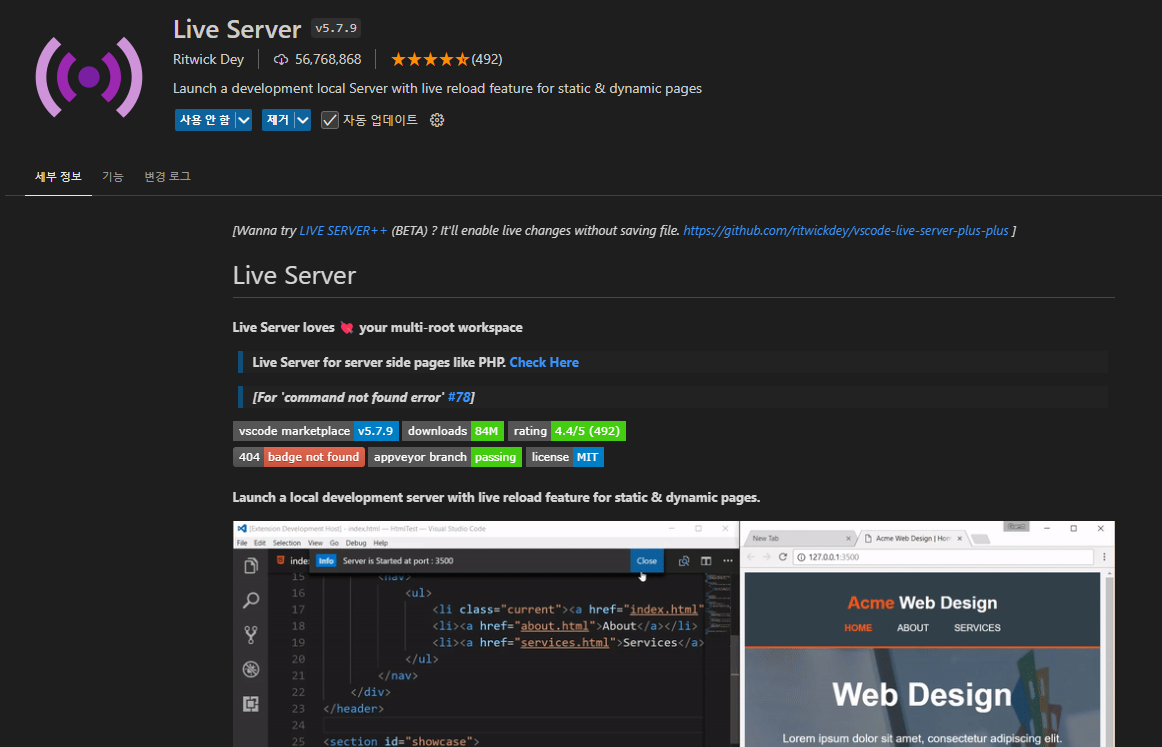 Live Server v5.7.9
Ritwick Dey 56,768,868 (492)
Launch a development local Server with live reload feature for static & dynamic pages
사용 안 함 제거 자동 업데이트
세부 정보 기능 변경 로그
[Wanna try LIVE SERVER++ (BETA) ? It'll enable live changes without saving file. https://github.com/ritwickdey/vscode-live-server-plus-plus ]
Live Server
Live Server loves 💘 your multi-root workspace
Live Server for server side pages like PHP. Check Here
[For 'command not found error' #78]
vscode marketplace v5.7.9 downloads 84M rating 4.4/5 (492)
404 badge not found appveyor branch passing license MIT
Launch a local development server with live reload feature for static & dynamic pages.
[Extension Development Host] - index.html — HtmlTest — Visual Studio Code
File Edit Selection View Go Debug Help
index Info Server is Started at port : 3500 Close
15 <nav>
16 <ul>
17 <li class="current"><a href="index.html"
18 <li><a href="about.html">About</a></li>
19 <li><a href="services.html">Services</a>
20 </ul>
21 </nav>
22 </div>
23 </header>
24
25 <section id="showcase">
New Tab Acme Web Design | Ho
127.0.0.1:3500
Acme Web Design
HOME ABOUT SERVICES
Web Design
Lorem ipsum dolor sit amet, consectetur adipiscing elit.